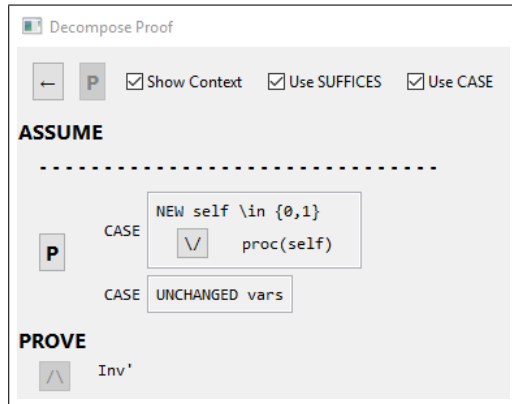 Decompose Proof
← P Show Context Use SUFFICES Use CASE
ASSUME
- - - - - - - - - - - - - - - - - - - - - - - - - - - - - - - -
NEW self \in {0,1}
CASE
\/ proc(self)
P
CASE UNCHANGED vars
PROVE
/\ Inv'